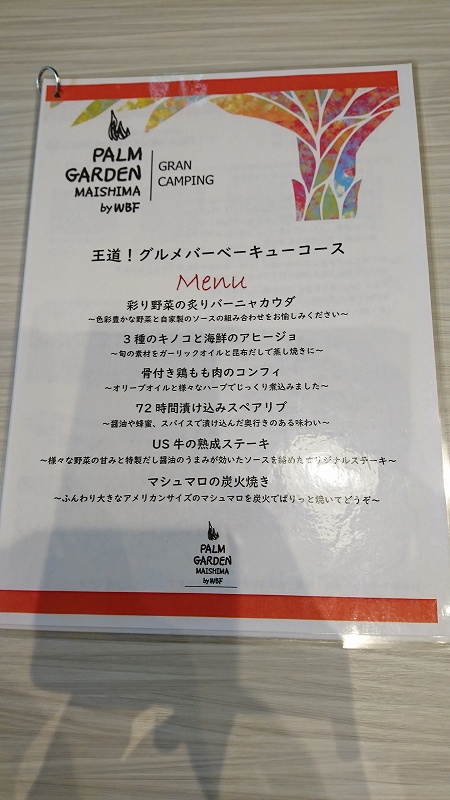 PALM
GARDEN
MAISHIMA
by WBF
GRAN
CAMPING
王道！グルメバーベーキューコース
Menu
彩り野菜の炙りバーニャカウダ
～色彩豊かな野菜と自家製のソースの組み合わせをお愉しみください～
3種のキノコと海鮮のアヒージョ
～旬の素材をガーリックオイルと昆布だしで蒸し焼きに～
骨付き鶏もも肉のコンフィ
～オリーブオイルと様々なハーブでじっくり煮込みました～
72時間漬け込みスペアリブ
～醤油や蜂蜜、スパイスで漬け込んだ奥行きのある味わい～
US牛の熟成ステーキ
～様々な野菜の甘みと特製だし醤油のうまみが効いたソースを絡めたオリジナルステーキ～
マシュマロの炭火焼き
～ふんわり大きなアメリカンサイズのマシュマロを炭火でぱりっと焼いてどうぞ～
PALM
GARDEN
MAISHIMA
by WBF